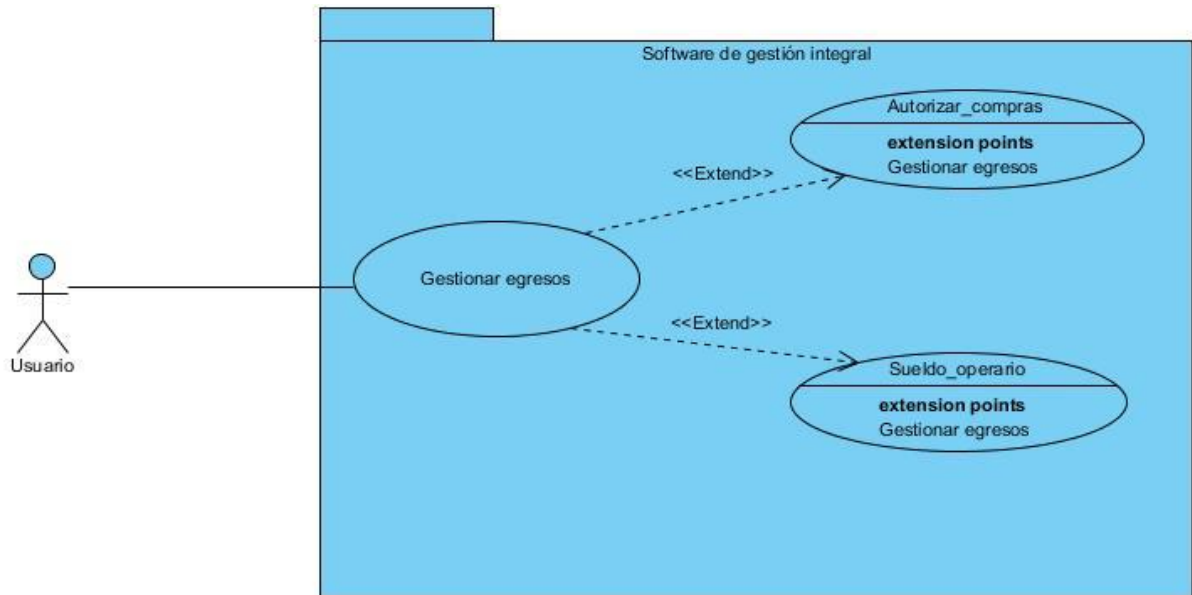 Software de gestión integral
Autorizar_compras
extension points
Gestionar egresos
<<Extend>>
Gestionar egresos
Usuario
<<Extend>>
Sueldo_operario
extension points
Gestionar egresos